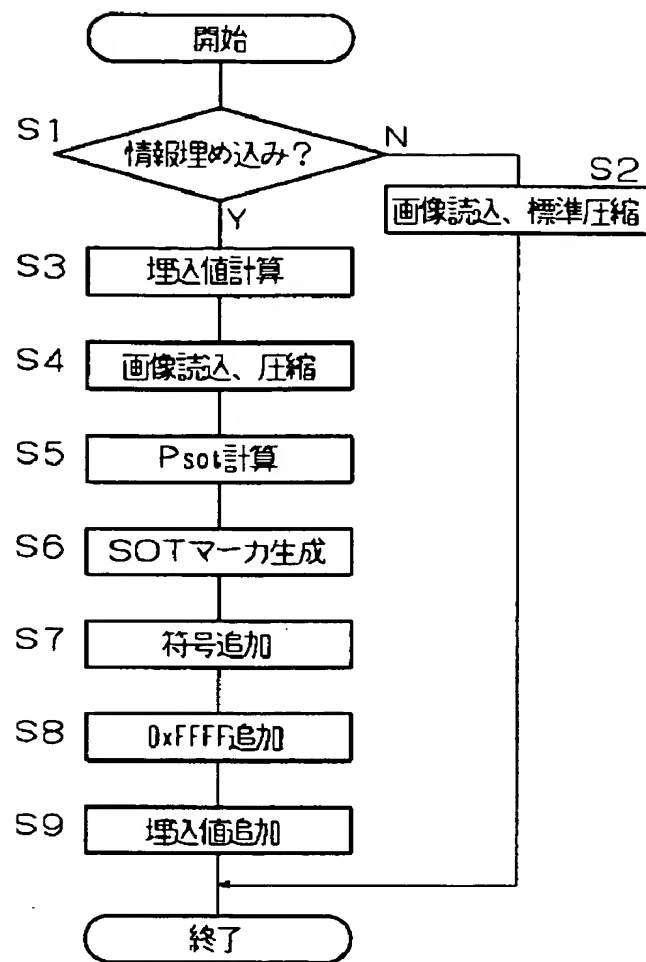 開始
S1
情報埋め込み?
N
S2
画像読込、標準圧縮
Y
S3
埋込値計算
S4
画像読込、圧縮
S5
Psot計算
S6
SOTマーカ生成
S7
符号追加
S8
0xFFFF追加
S9
埋込値追加
終了